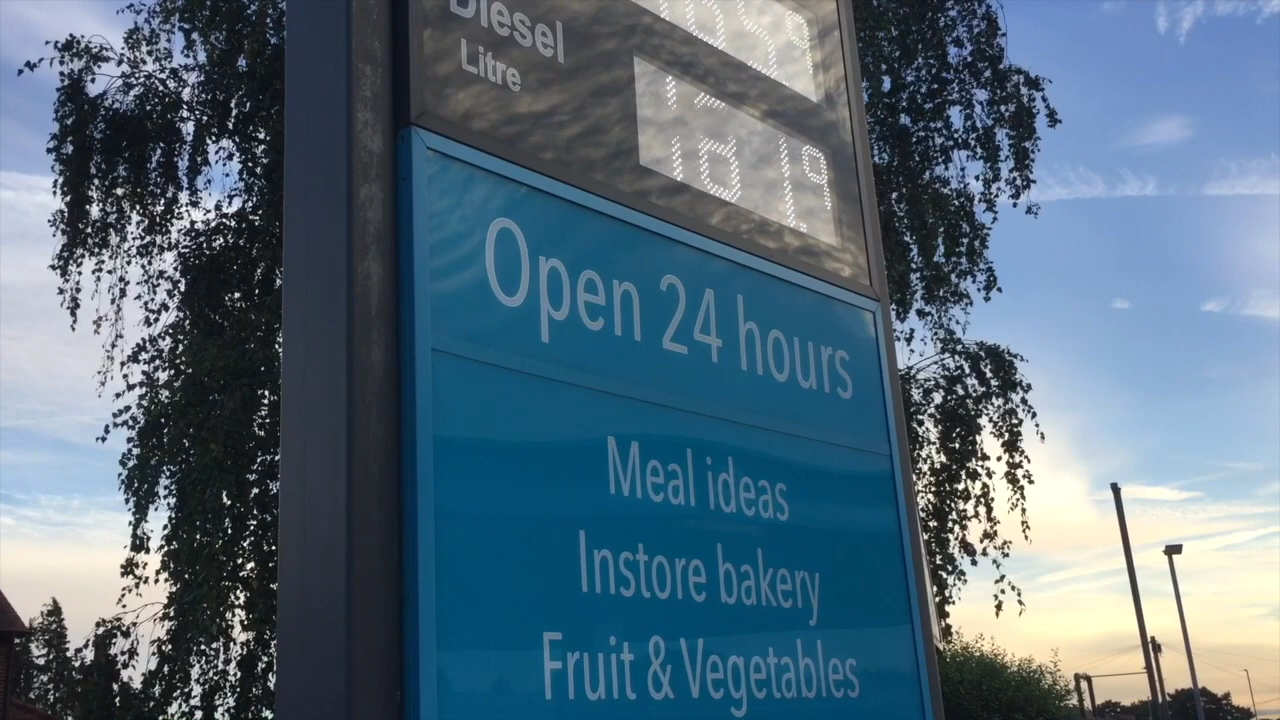 Diesel
Litre
Open 24 hours
Meal ideas
Instore bakery
Fruit & Vegetables